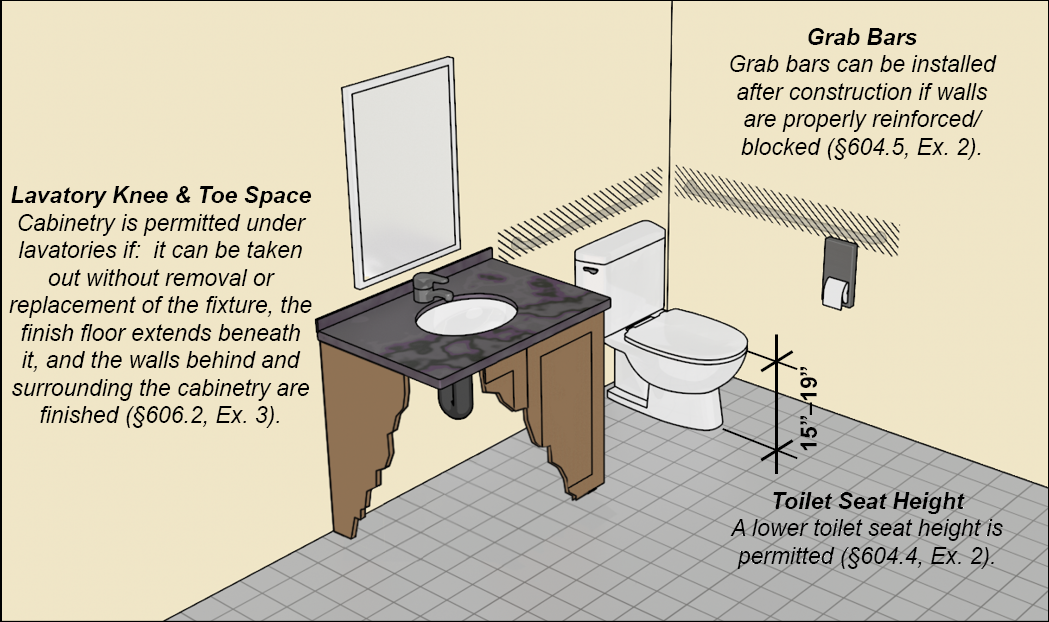 Grab Bars
Grab bars can be installed
after construction if walls
are properly reinforced/
blocked (§604.5, Ex. 2).
Lavatory Knee & Toe Space
Cabinetry is permitted under
lavatories if:  it can be taken
out without removal or
replacement of the fixture, the
finish floor extends beneath
it, and the walls behind and
surrounding the cabinetry are
finished (§606.2, Ex. 3).
15”–19”
Toilet Seat Height
A lower toilet seat height is
permitted (§604.4, Ex. 2).